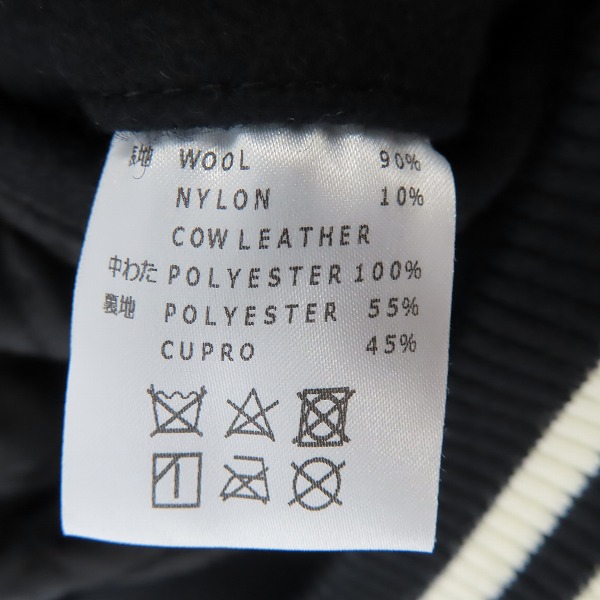 表地 WOOL 90%
NYLON 10%
COW LEATHER
中わた POLYESTER 100%
裏地 POLYESTER 55%
CUPRO 45%